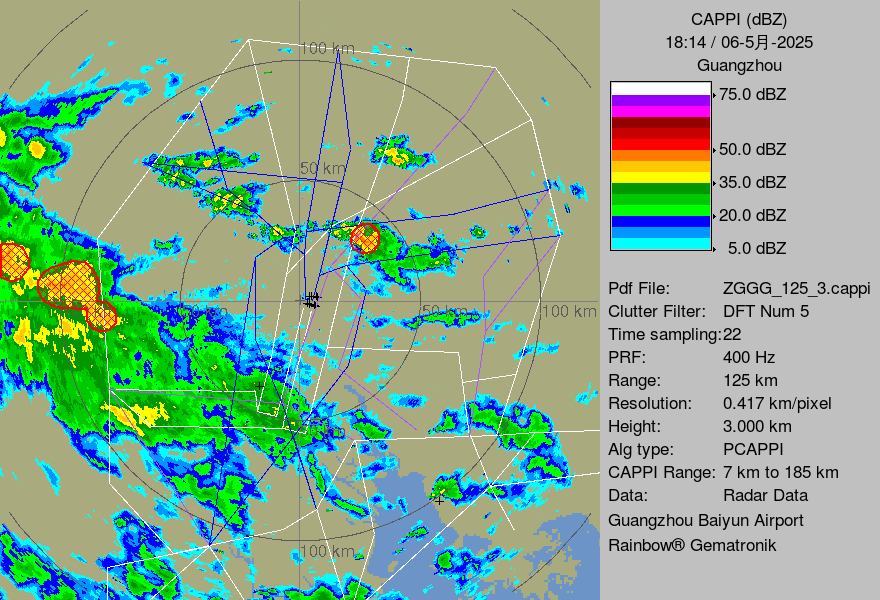 CAPPI (dBZ)
18:14 / 06-5月-2025
Guangzhou
75.0 dBZ
50.0 dBZ
35.0 dBZ
20.0 dBZ
5.0 dBZ
Pdf File: ZGGG_125_3.cappi
Clutter Filter: DFT Num 5
Time sampling:22
PRF: 400 Hz
Range: 125 km
Resolution: 0.417 km/pixel
Height: 3.000 km
Alg type: PCAPPI
CAPPI Range: 7 km to 185 km
Data: Radar Data
Guangzhou Baiyun Airport
Rainbow® Gematronik
100 km
50 km
50 km
100 km
100 km